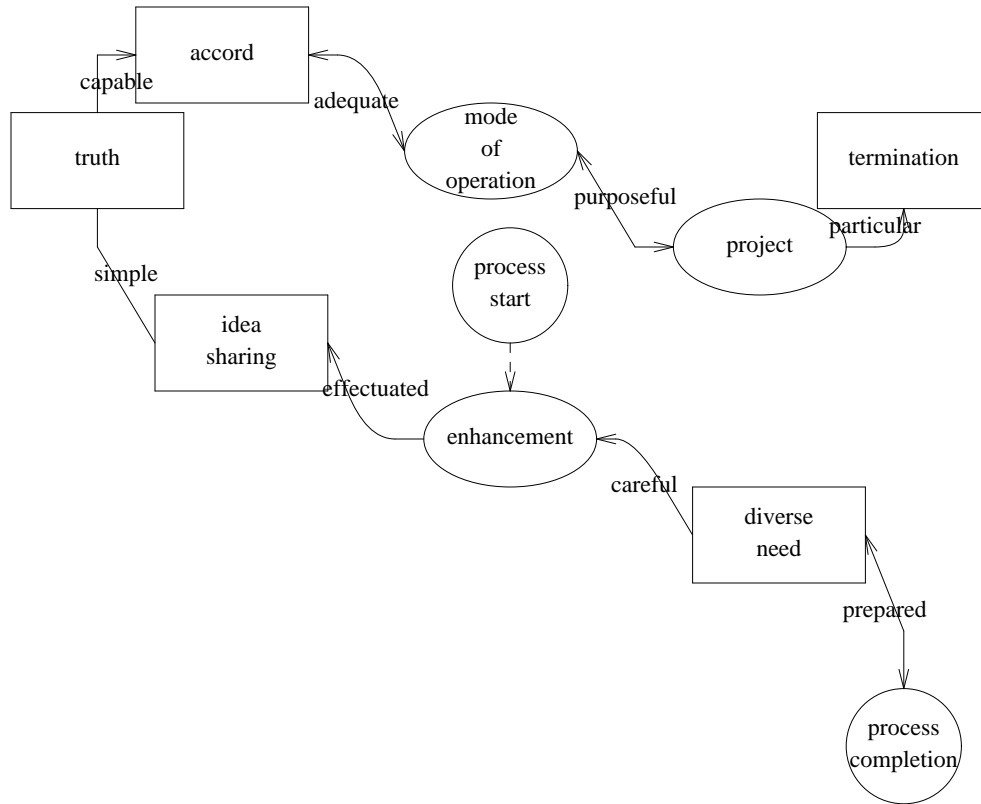 accord
capable
adequate
mode
of
operation
truth
termination
purposeful
particular
project
process
start
simple
idea
sharing
effectuated
enhancement
careful
diverse
need
prepared
process
completion